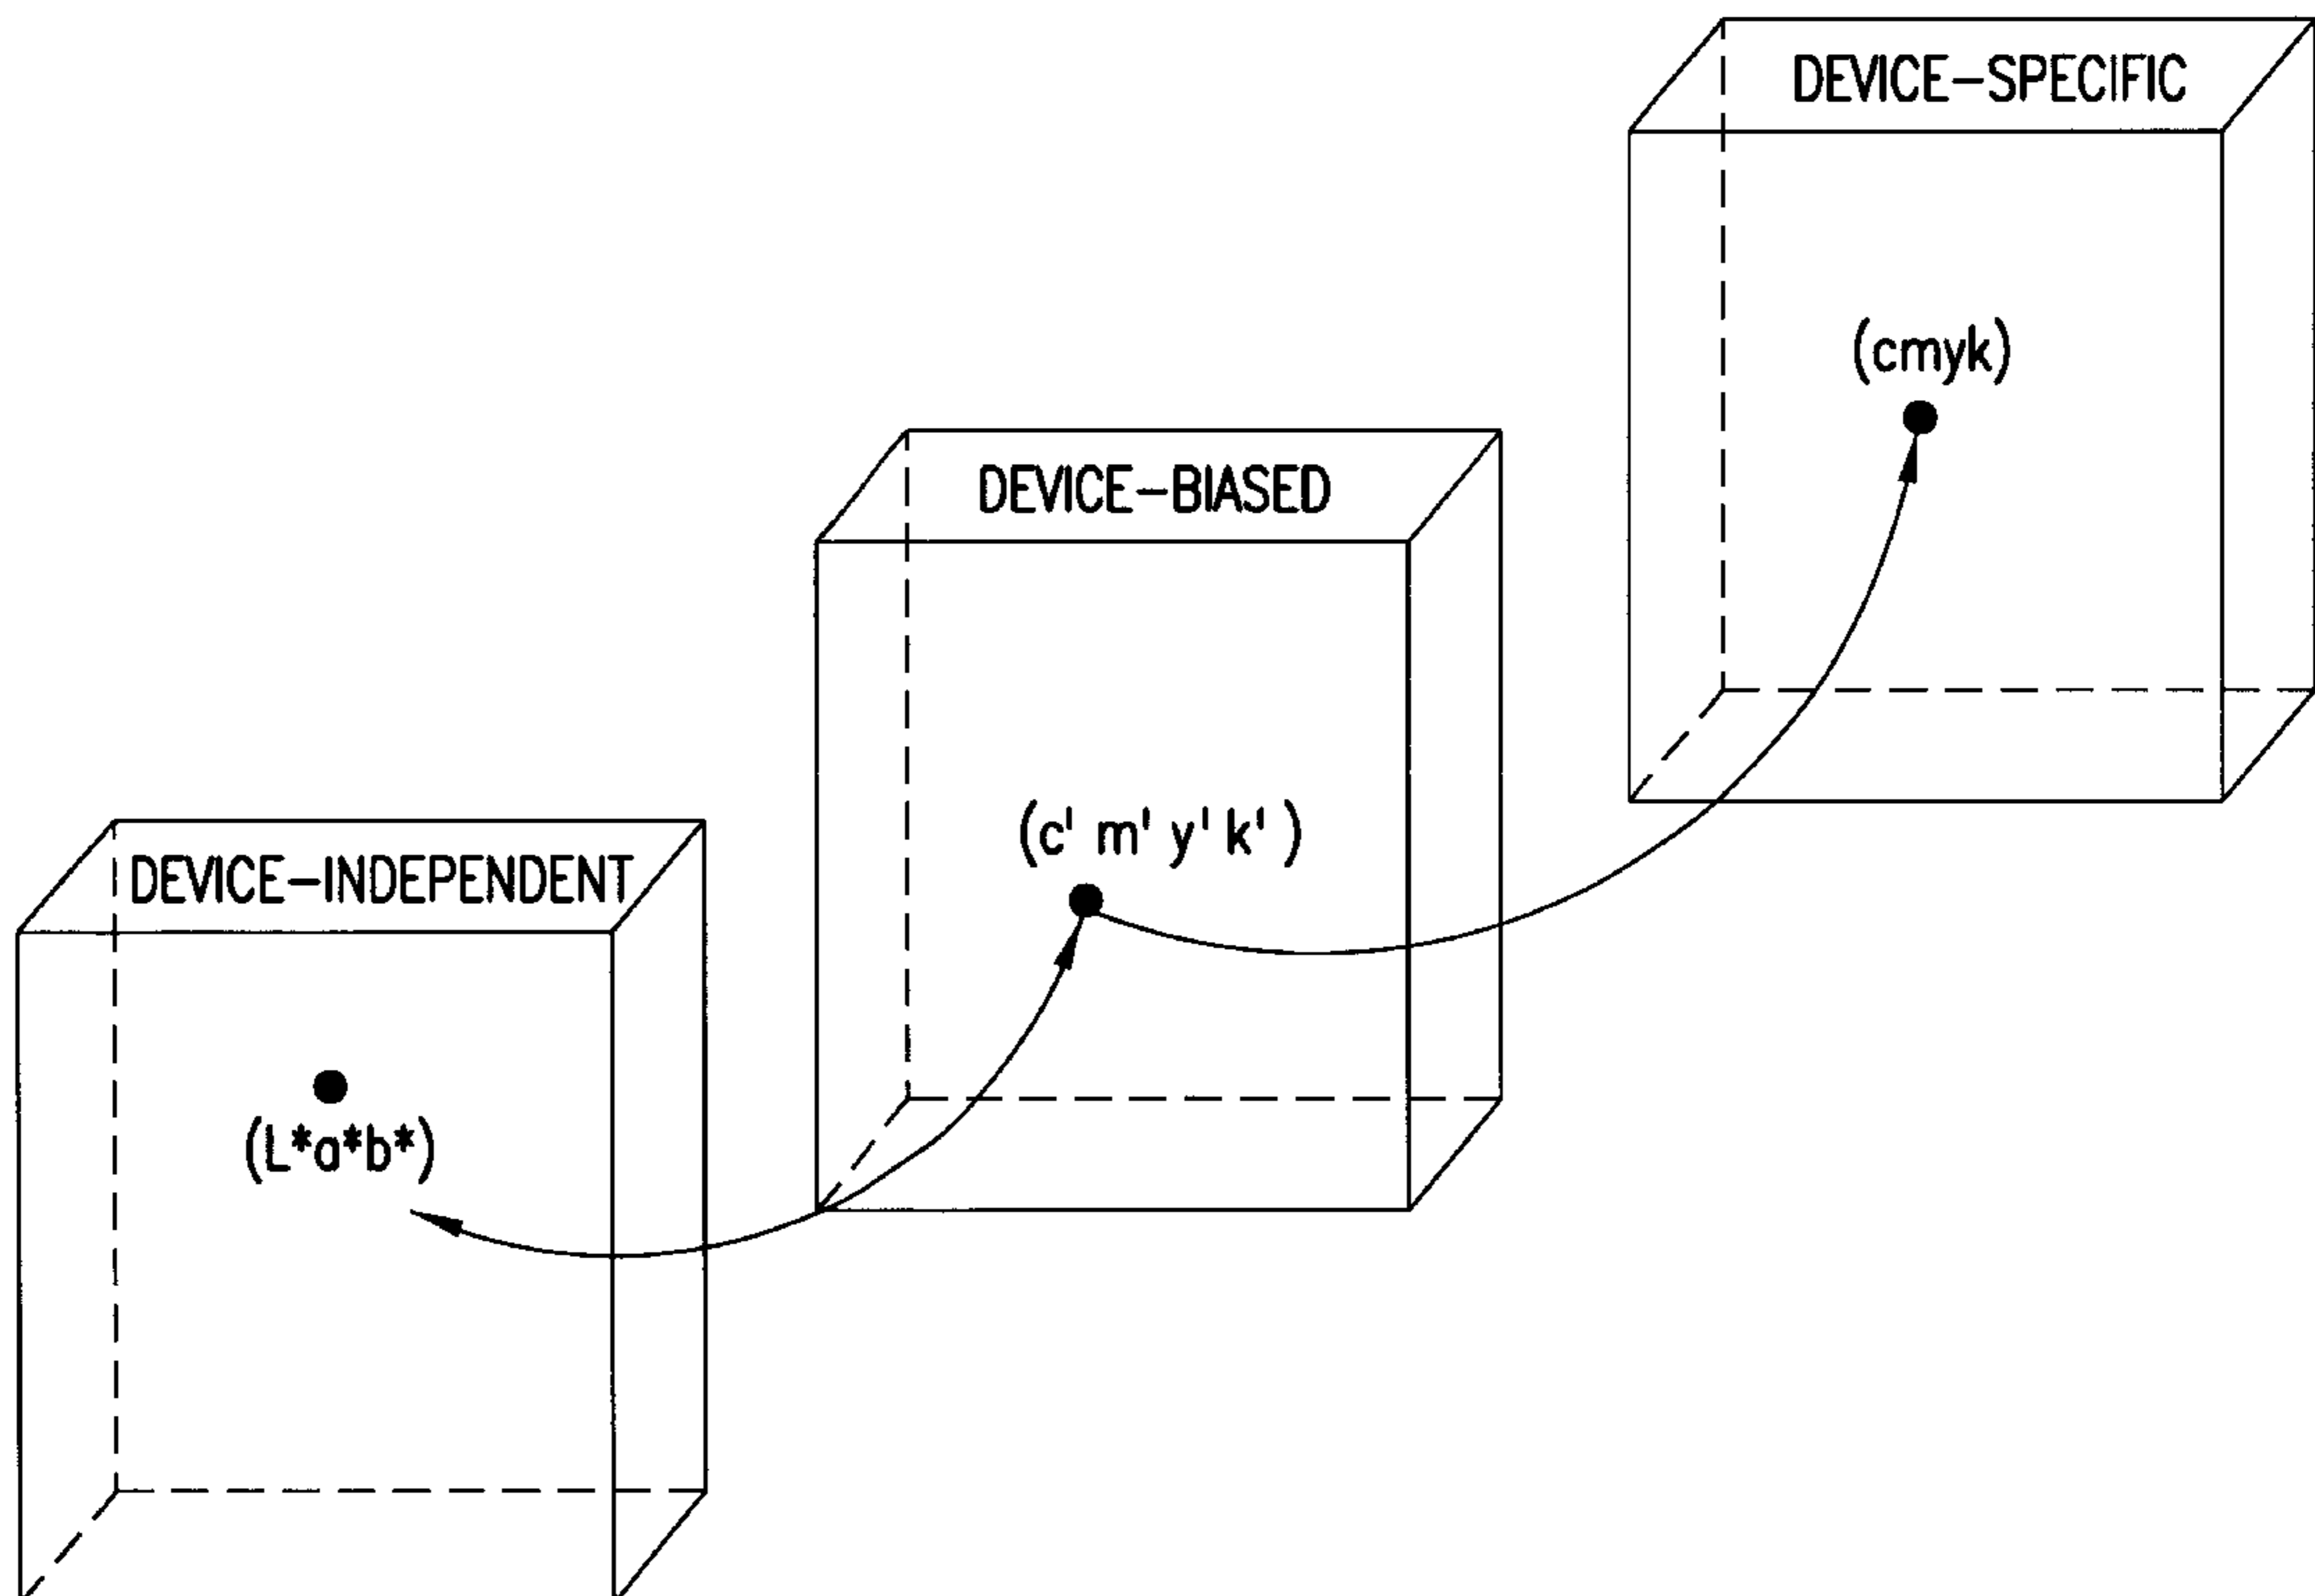 DEVICE-SPECIFIC
(cmyk)
DEVICE-BIASED
(c' m' y' k')
DEVICE-INDEPENDENT
(L*a*b*)